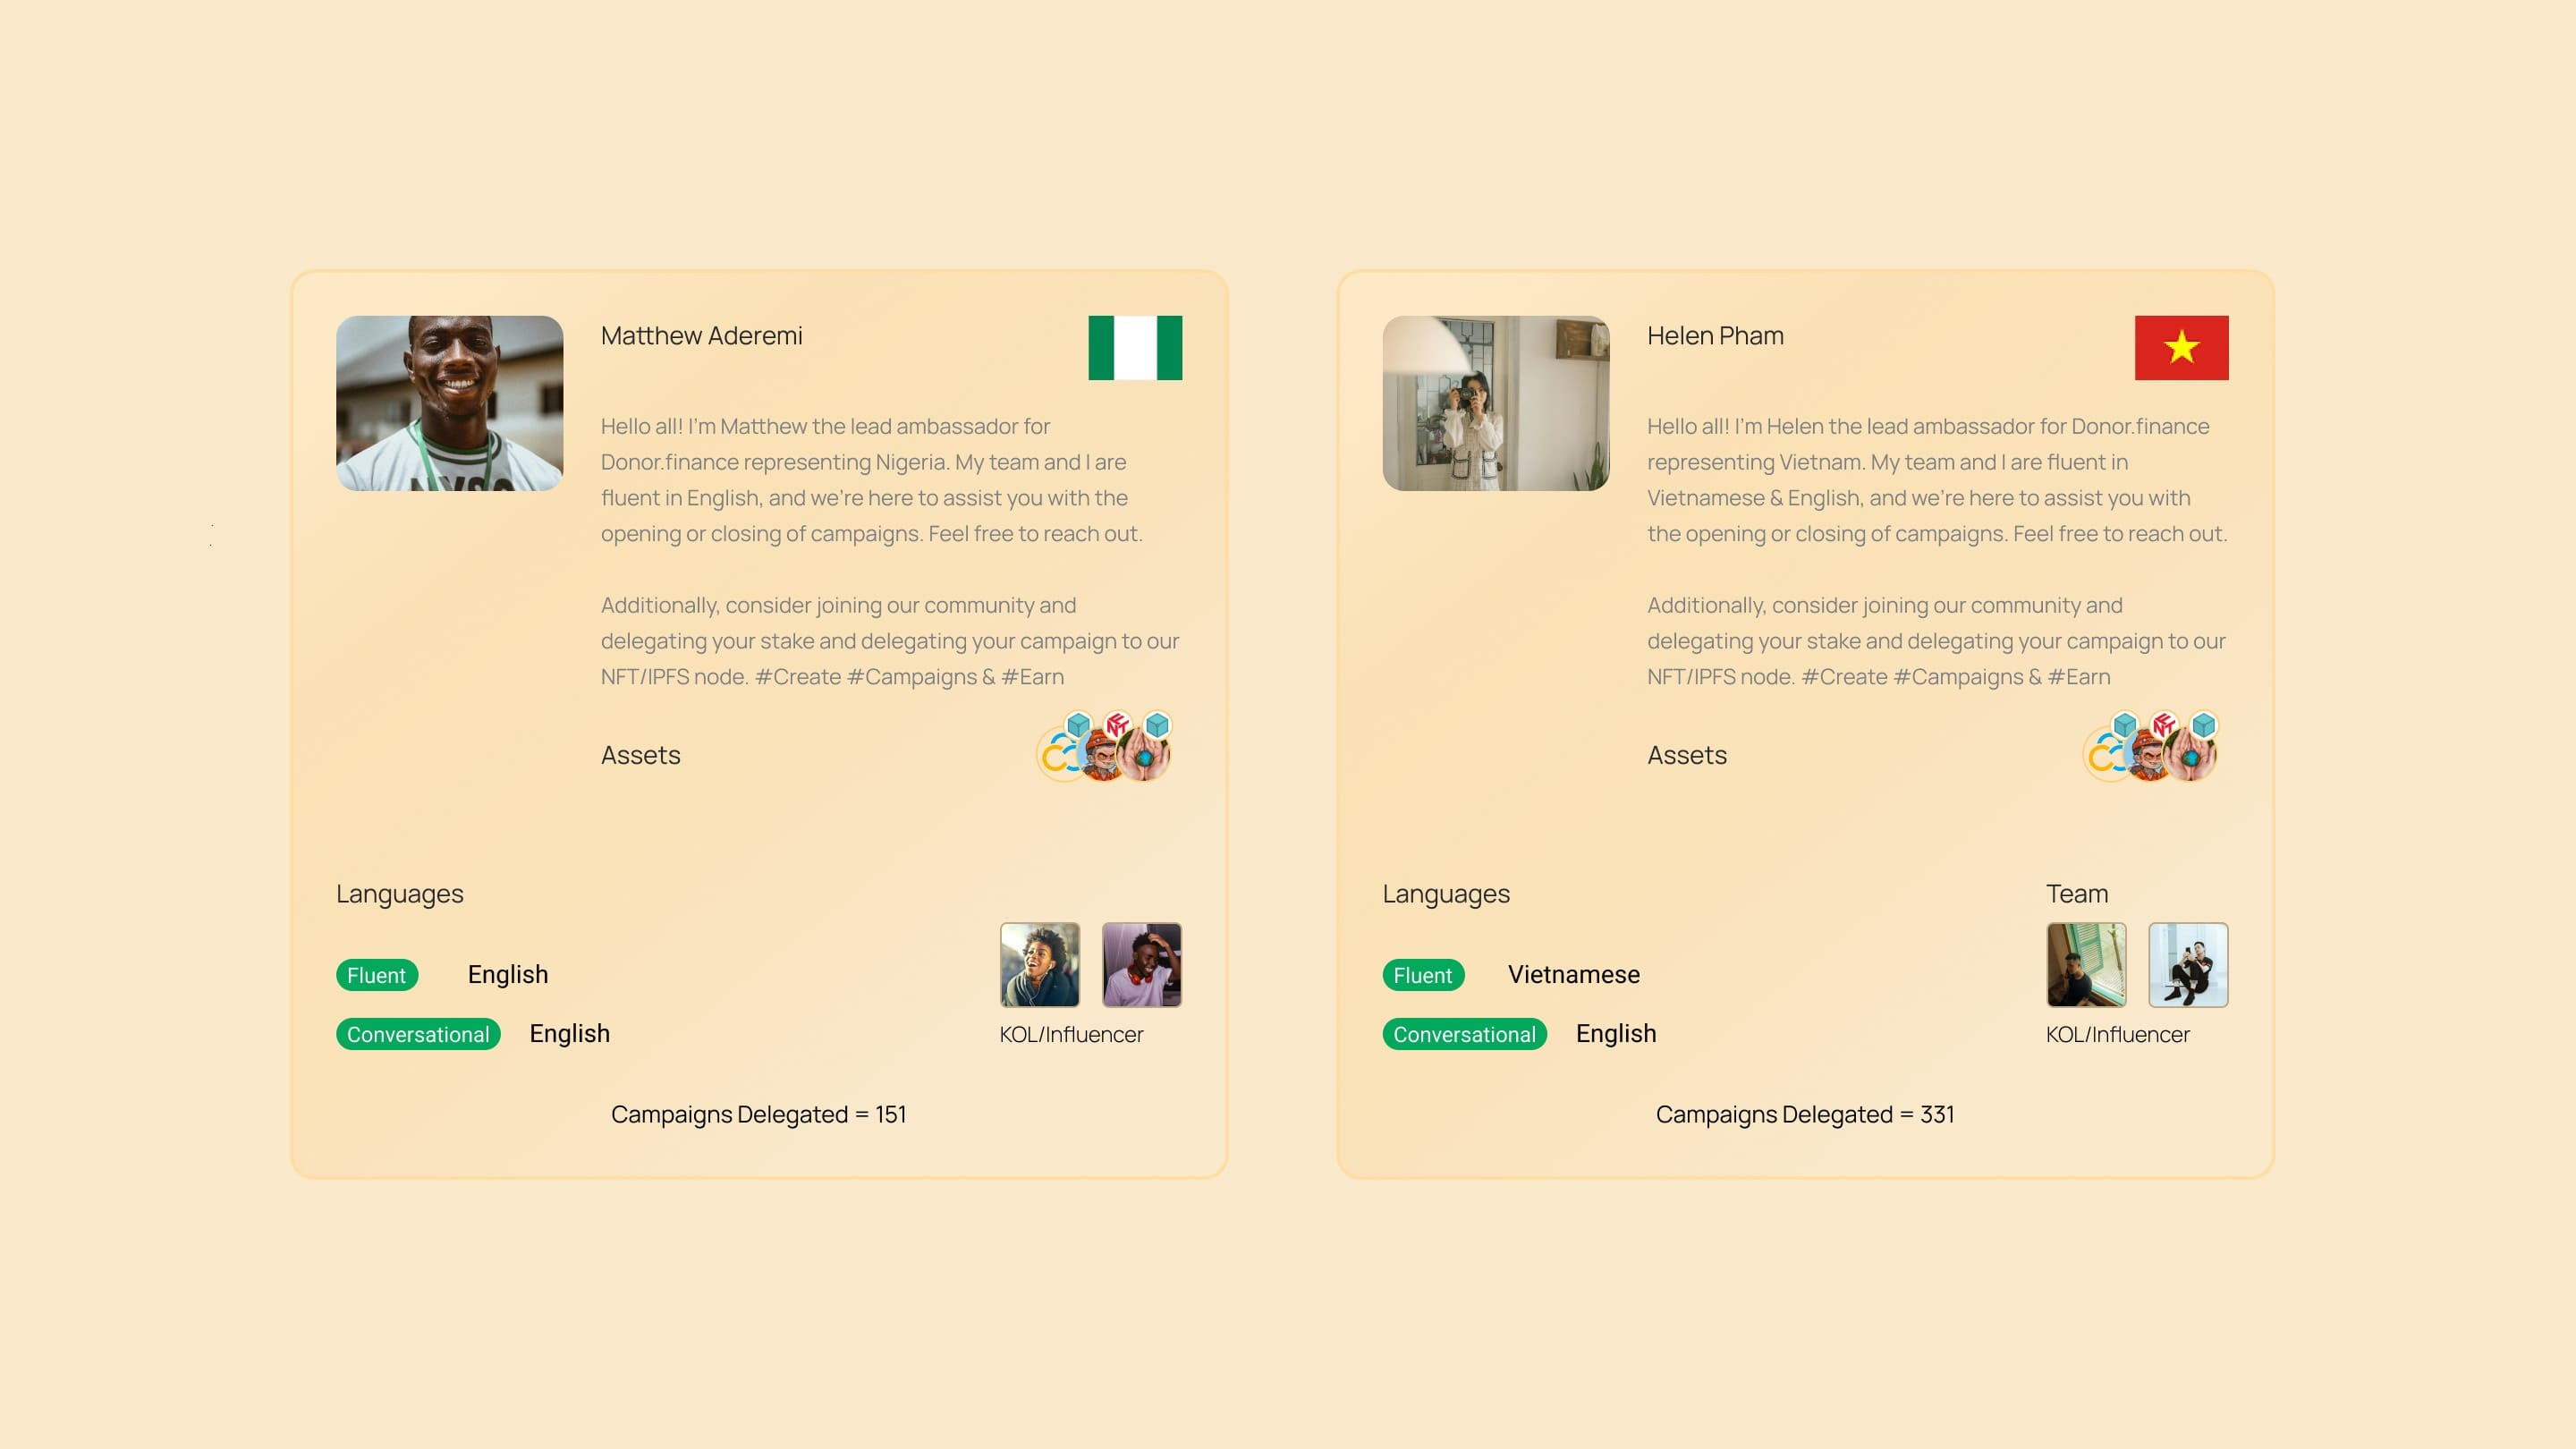 Matthew Aderemi
Hello all! I'm Matthew the lead ambassador for
Donor.finance representing Nigeria. My team and I are
fluent in English, and we're here to assist you with the
opening or closing of campaigns. Feel free to reach out.
Additionally, consider joining our community and
delegating your stake and delegating your campaign to our
NFT/IPFS node. #Create #Campaigns & #Earn
Assets
Languages
Fluent English
Conversational English
KOL/Influencer
Campaigns Delegated = 151
Helen Pham
Hello all! I'm Helen the lead ambassador for Donor.finance
representing Vietnam. My team and I are fluent in
Vietnamese & English, and we're here to assist you with
the opening or closing of campaigns. Feel free to reach out.
Additionally, consider joining our community and
delegating your stake and delegating your campaign to our
NFT/IPFS node. #Create #Campaigns & #Earn
Assets
Languages
Team
Fluent Vietnamese
Conversational English
KOL/Influencer
Campaigns Delegated = 331